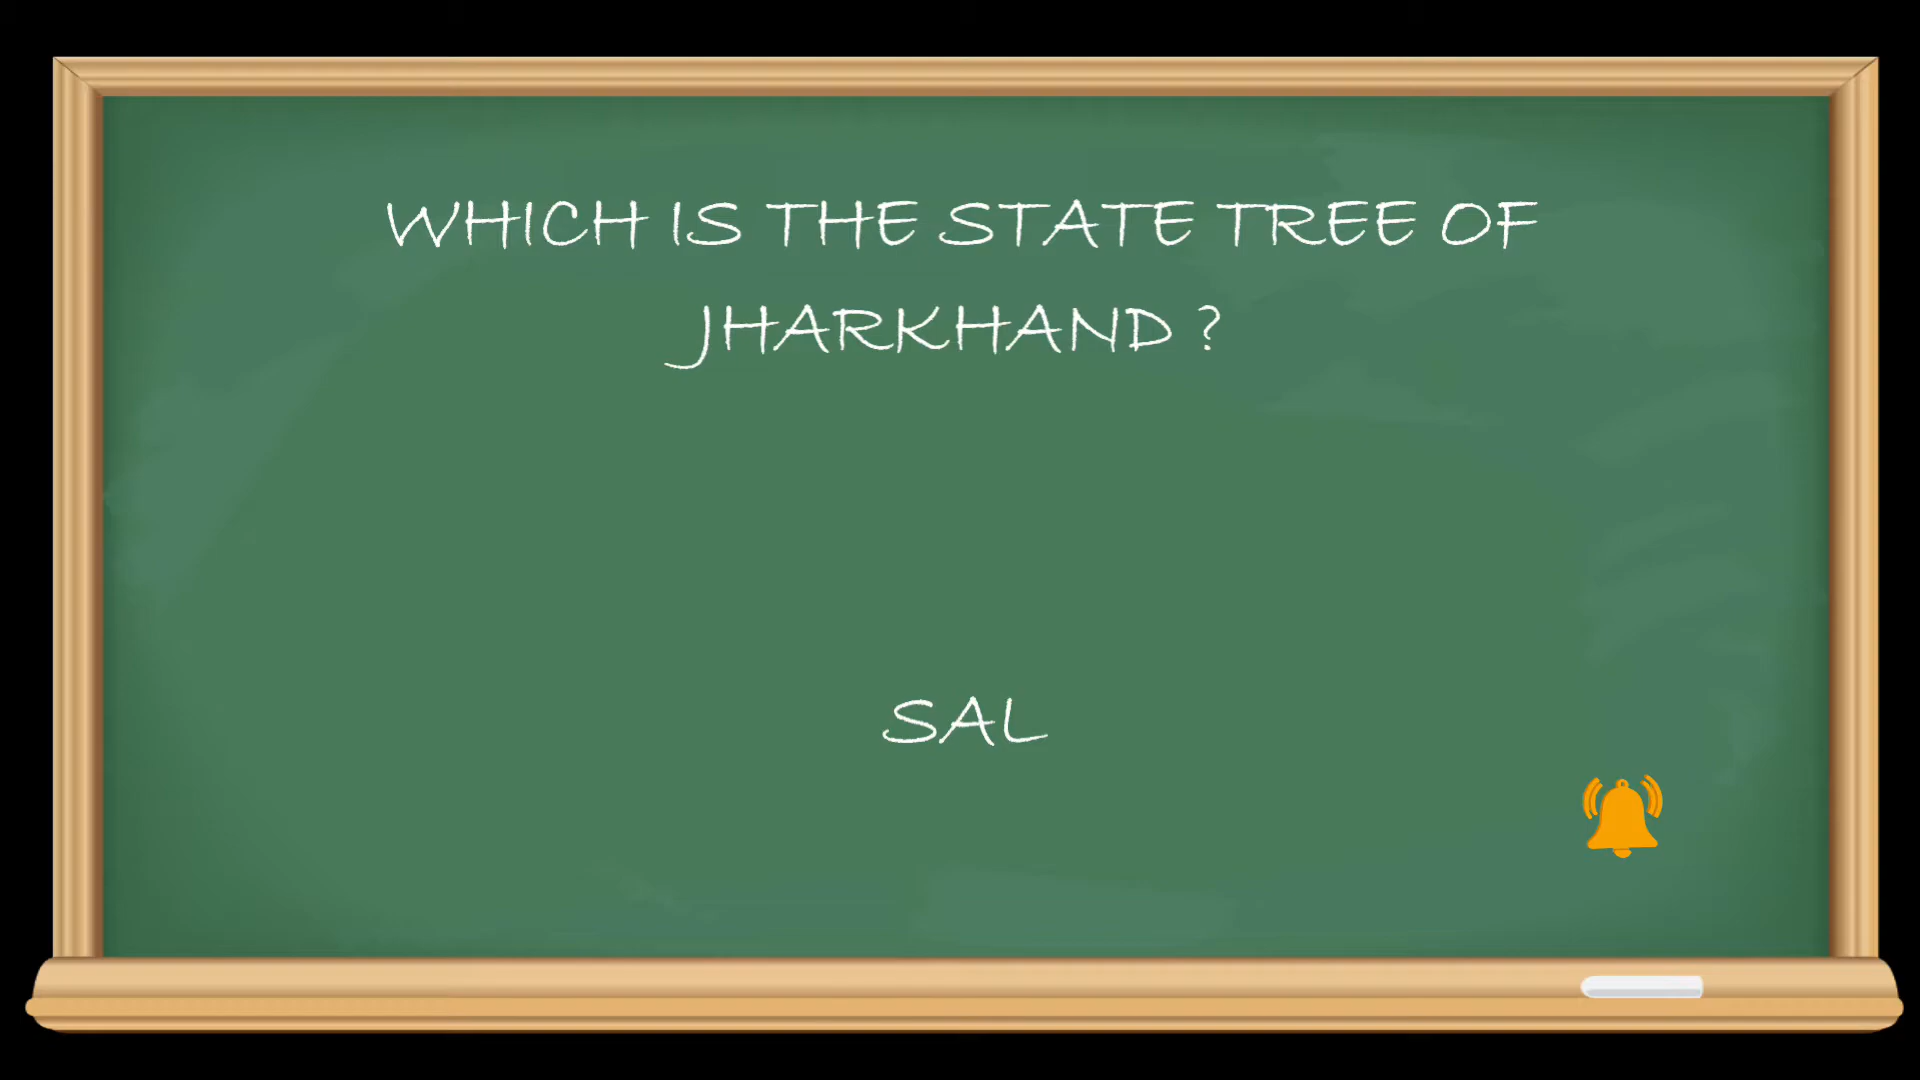 WHICH IS THE STATE TREE OF
JHARKHAND ?
SAL